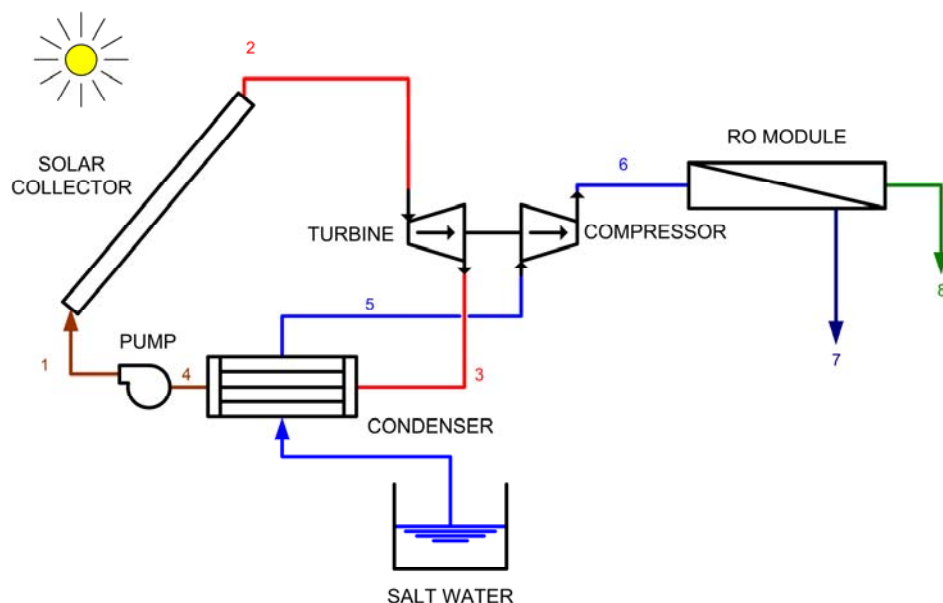 2
SOLAR
COLLECTOR
RO MODULE
6
TURBINE
COMPRESSOR
8
5
PUMP
7
1
4
3
CONDENSER
SALT WATER